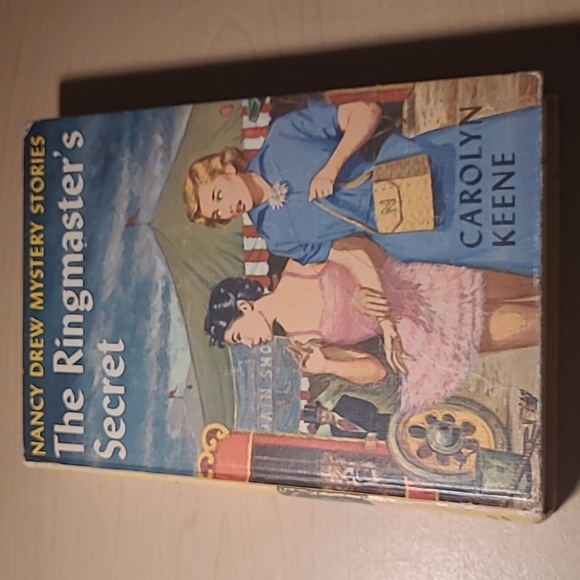 NANCY DREW MYSTERY STORIES
The Ringmaster's
Secret
CAROLYN
KEENE
N